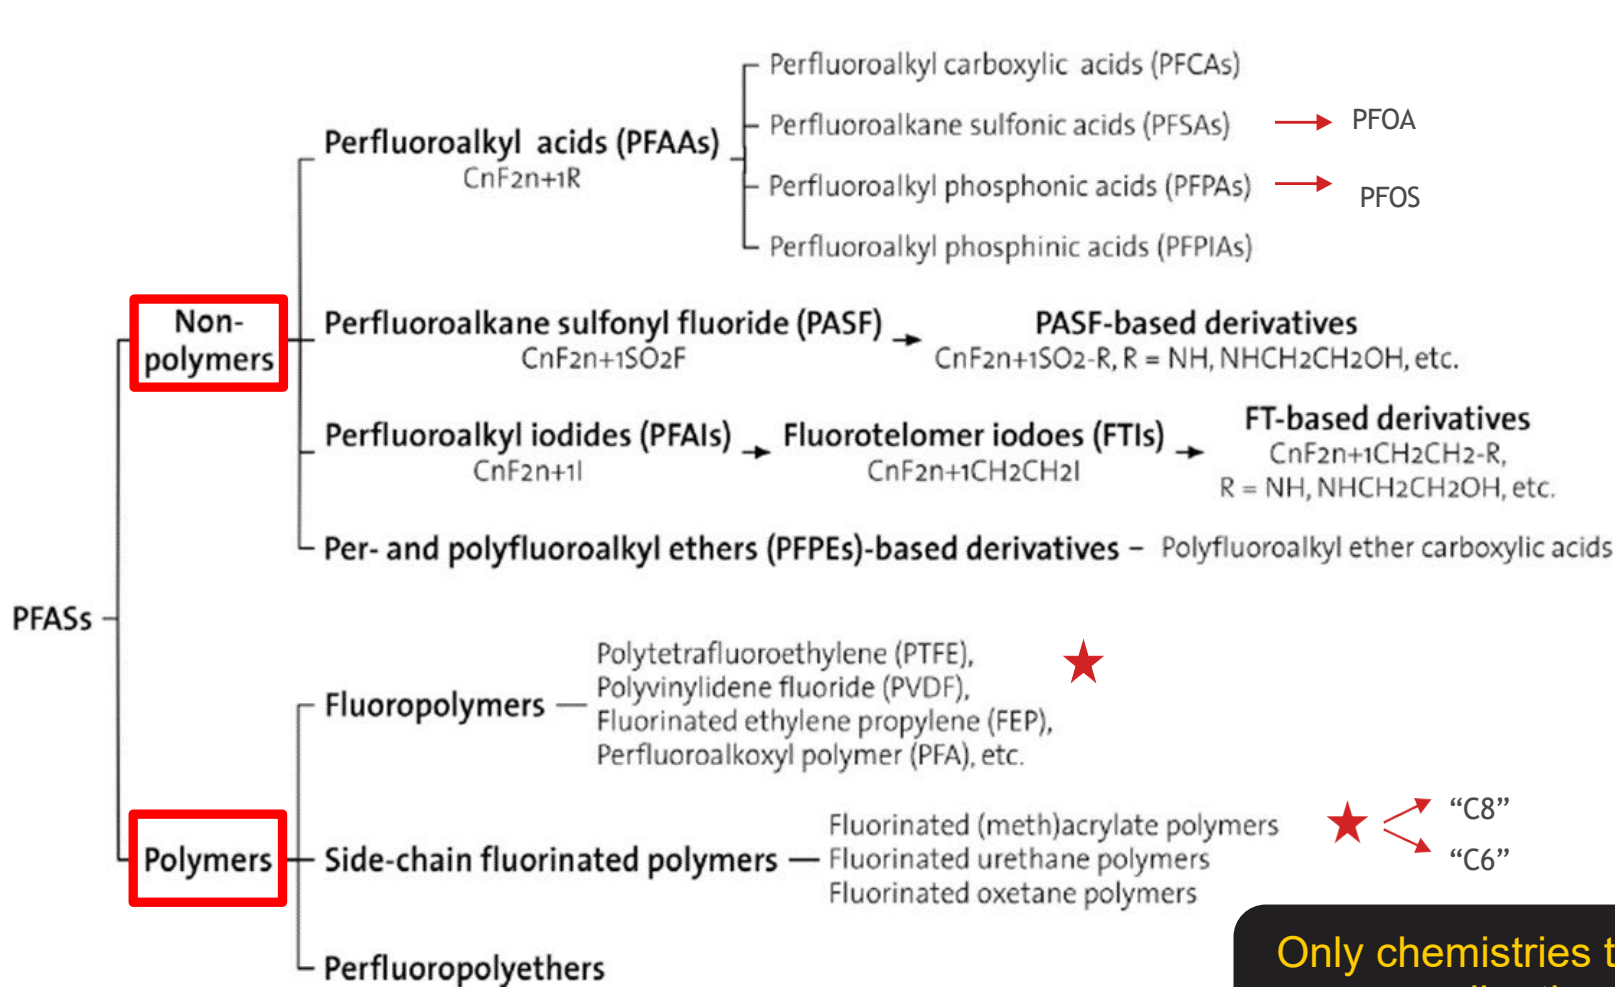 Perfluoroalkyl carboxylic acids (PFCAs)
Perfluoroalkane sulfonic acids (PFSAs)
PFOA
Perfluoroalkyl acids (PFAAs)
CnF2n+1R
Perfluoroalkyl phosphonic acids (PFPAs)
PFOS
Perfluoroalkyl phosphinic acids (PFPIAs)
Non-
polymers
Perfluoroalkane sulfonyl fluoride (PASF)
CnF2n+1SO2F
PASF-based derivatives
CnF2n+1SO2-R, R = NH, NHCH2CH2OH, etc.
Perfluoroalkyl iodides (PFAIs)
CnF2n+1I
Fluorotelomer iodoes (FTIs)
CnF2n+1CH2CH2I
FT-based derivatives
CnF2n+1CH2CH2-R,
R = NH, NHCH2CH2OH, etc.
Per- and polyfluoroalkyl ethers (PFPEs)-based derivatives – Polyfluoroalkyl ether carboxylic acids
PFASs
Fluoropolymers
Polytetrafluoroethylene (PTFE),
Polyvinylidene fluoride (PVDF),
Fluorinated ethylene propylene (FEP),
Perfluoroalkoxyl polymer (PFA), etc.
Polymers
Side-chain fluorinated polymers
Fluorinated (meth)acrylate polymers
Fluorinated urethane polymers
Fluorinated oxetane polymers
“C8”
“C6”
Perfluoropolyethers
Only chemistries t